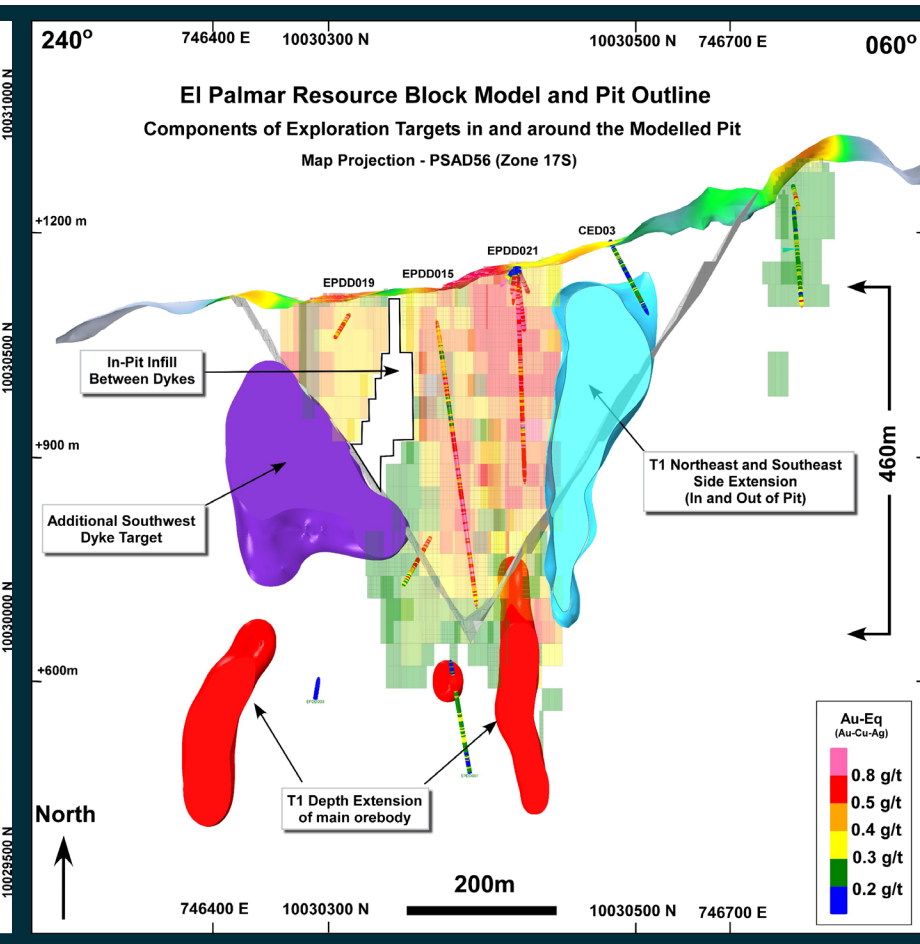 240°
746400 E
10030300 N
10030500 N
746700 E
060°
10031000 N
El Palmar Resource Block Model and Pit Outline
Components of Exploration Targets in and around the Modelled Pit
Map Projection - PSAD56 (Zone 17S)
+1200 m
CED03
EPDD021
EPDD015
EPDD019
10030500 N
In-Pit Infill
Between Dykes
+900 m
460m
T1 Northeast and Southeast
Side Extension
(In and Out of Pit)
Additional Southwest
Dyke Target
10030000 N
+600m
Au-Eq
(Au-Cu-Ag)
0.8 g/t
0.5 g/t
0.4 g/t
0.3 g/t
0.2 g/t
T1 Depth Extension
of main orebody
North
10029500 N
200m
746400 E
10030300 N
10030500 N
746700 E